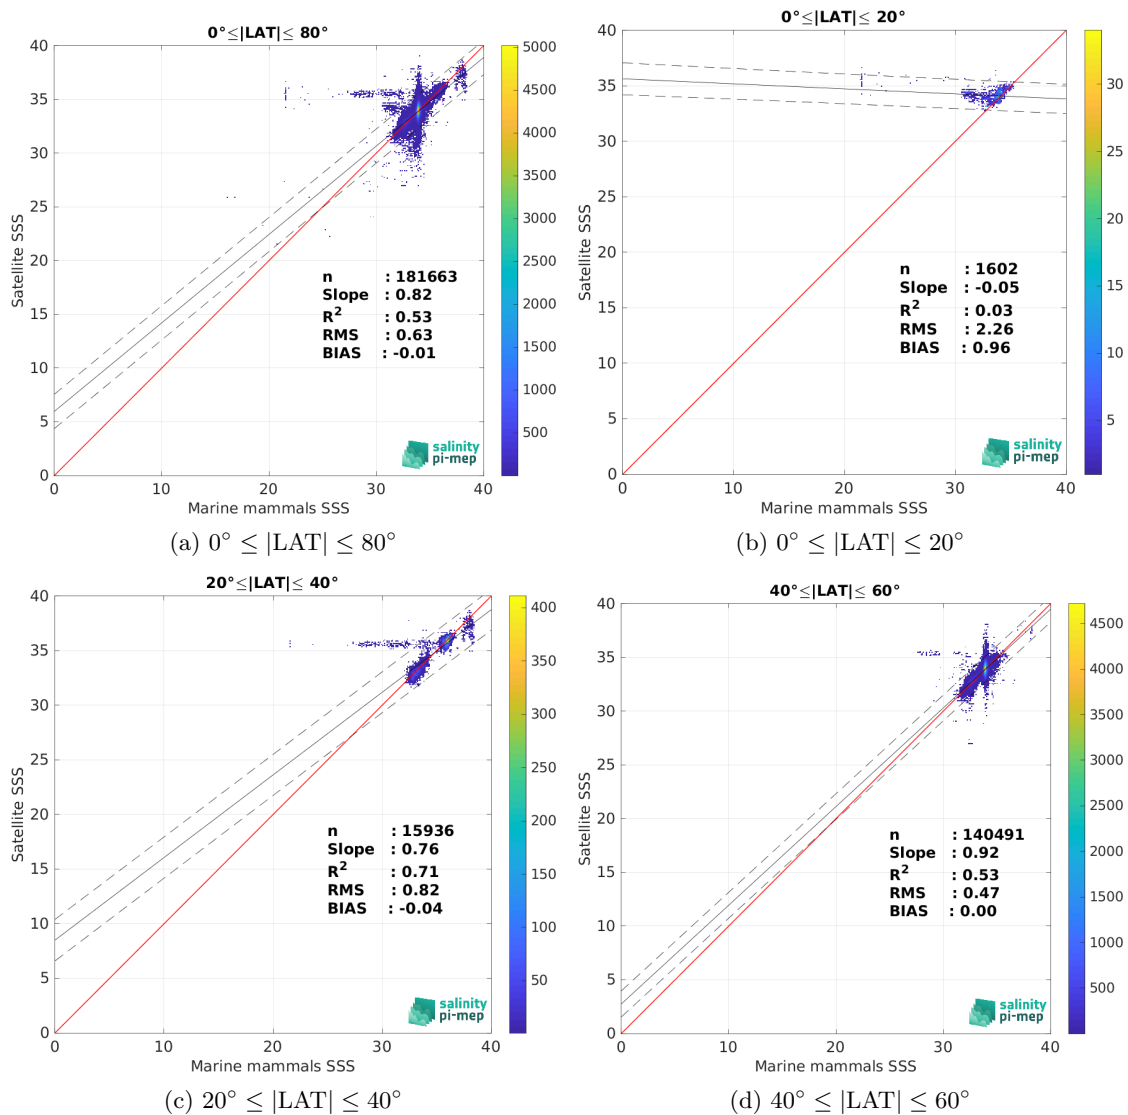 0°≤|LAT|≤ 80°
40
35
30
25
20
15
10
5
0
0
10
20
30
40
Satellite SSS
Marine mammals SSS
n : 181663
Slope : 0.82
R² : 0.53
RMS : 0.63
BIAS : -0.01
salinity
pi-mep
5000
4500
4000
3500
3000
2500
2000
1500
1000
500
(a) 0° ≤ |LAT| ≤ 80°
0°≤|LAT|≤ 20°
40
35
30
25
20
15
10
5
0
0
10
20
30
40
Satellite SSS
Marine mammals SSS
n : 1602
Slope : -0.05
R² : 0.03
RMS : 2.26
BIAS : 0.96
salinity
pi-mep
30
25
20
15
10
5
(b) 0° ≤ |LAT| ≤ 20°
20°≤|LAT|≤ 40°
40
35
30
25
20
15
10
5
0
0
10
20
30
40
Satellite SSS
Marine mammals SSS
n : 15936
Slope : 0.76
R² : 0.71
RMS : 0.82
BIAS : -0.04
salinity
pi-mep
400
350
300
250
200
150
100
50
(c) 20° ≤ |LAT| ≤ 40°
40°≤|LAT|≤ 60°
40
35
30
25
20
15
10
5
0
0
10
20
30
40
Satellite SSS
Marine mammals SSS
n : 140491
Slope : 0.92
R² : 0.53
RMS : 0.47
BIAS : 0.00
salinity
pi-mep
4500
4000
3500
3000
2500
2000
1500
1000
500
(d) 40° ≤ |LAT| ≤ 60°